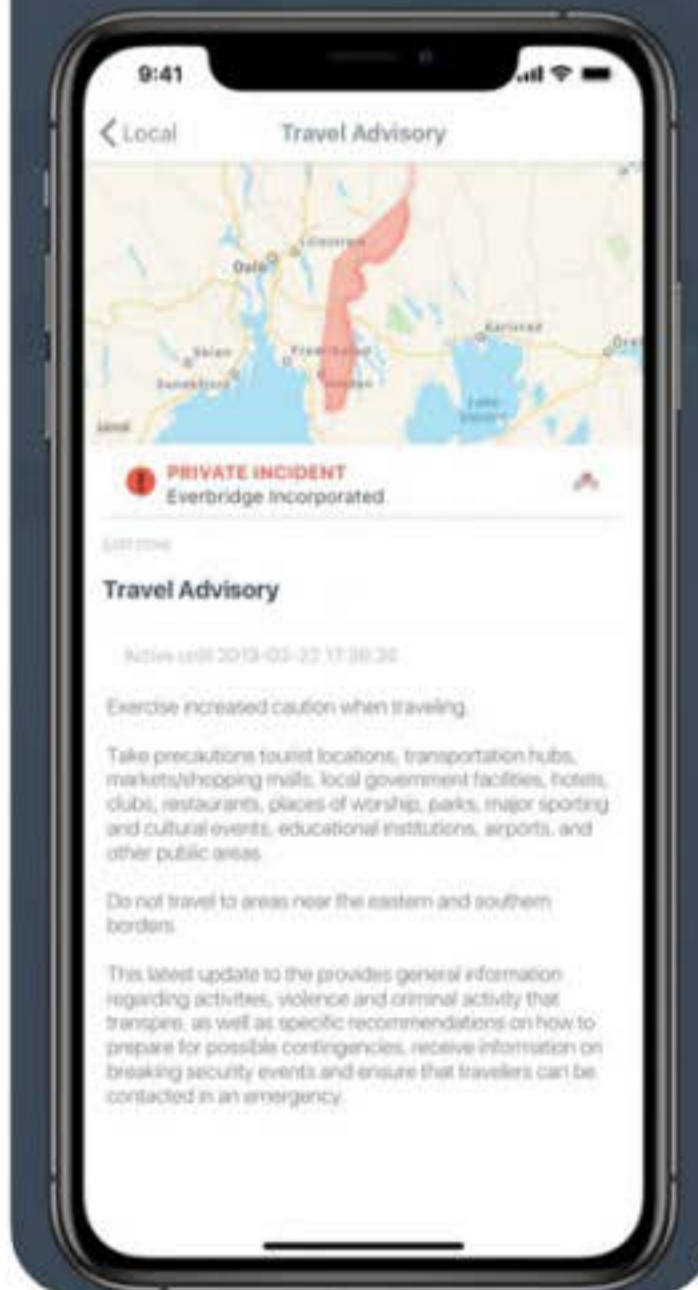 9:41
Local Travel Advisory
Oslo
Skien
Karlstad
Lake
PRIVATE INCIDENT
Everbridge Incorporated
Travel Advisory
Active until
Exercise increased caution when traveling.
Take precautions tourist locations, transportation hubs,
markets/shopping malls, local government facilities, hotels,
clubs, restaurants, places of worship, parks, major sporting
and cultural events, educational institutions, airports, and
other public areas.
Do not travel to areas near the eastern and southern
borders.
This latest update to the provides general information
regarding activities, violence and criminal activity that
transpire, as well as specific recommendations on how to
prepare for possible contingencies, receive information on
breaking security events and ensure that travelers can be
contacted in an emergency.